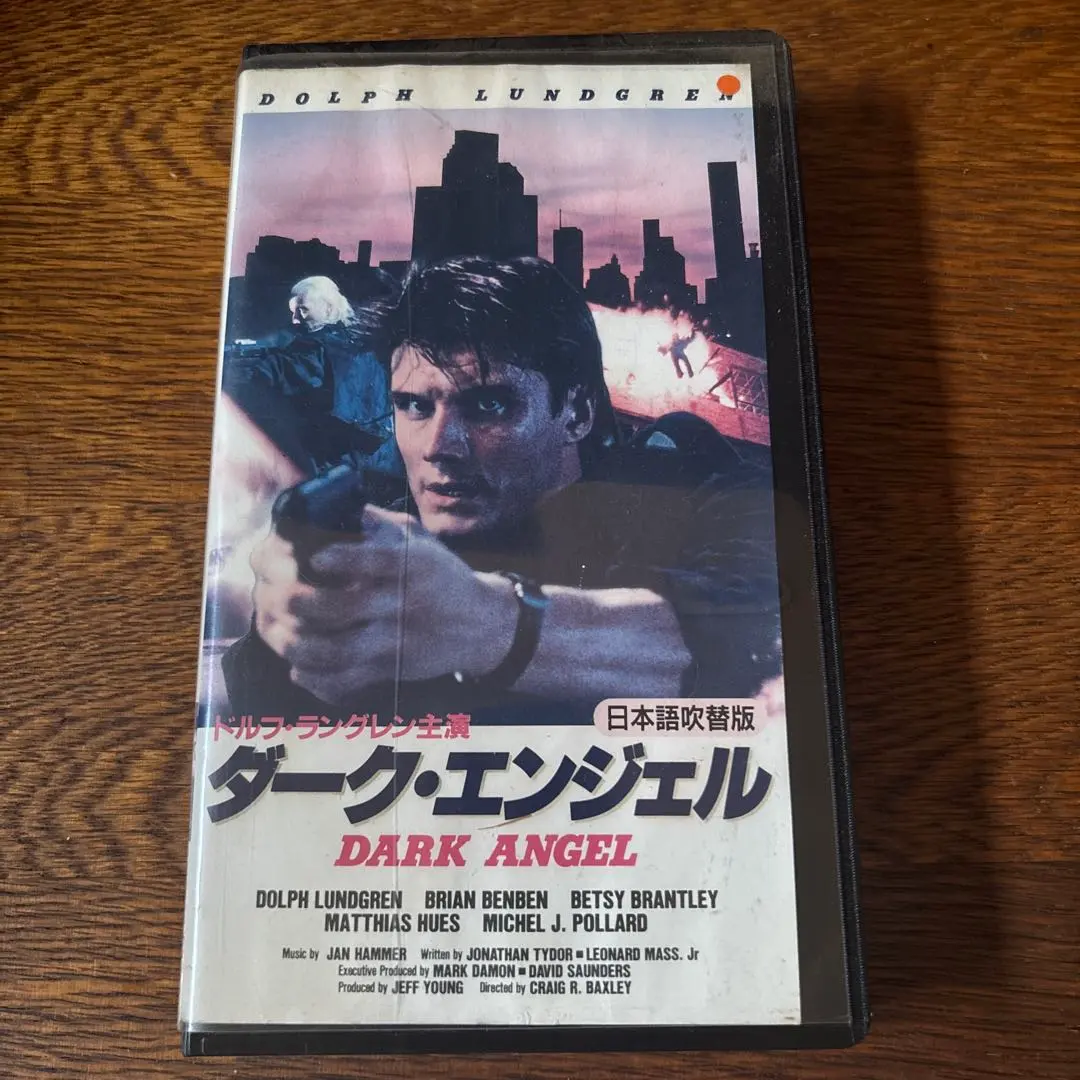 DOLPH LUNDGREN
ドルフ・ラングレン主演
日本語吹替版
ダーク・エンジェル
DARK ANGEL
DOLPH LUNDGREN BRIAN BENBEN BETSY BRANTLEY
MATTHIAS HUES MICHEL J. POLLARD
Music by JAN HAMMER Written by JONATHAN TYDOR ■ LEONARD MASS. Jr
Executive Produced by MARK DAMON ■ DAVID SAUNDERS
Produced by JEFF YOUNG Directed by CRAIG R. BAXLEY